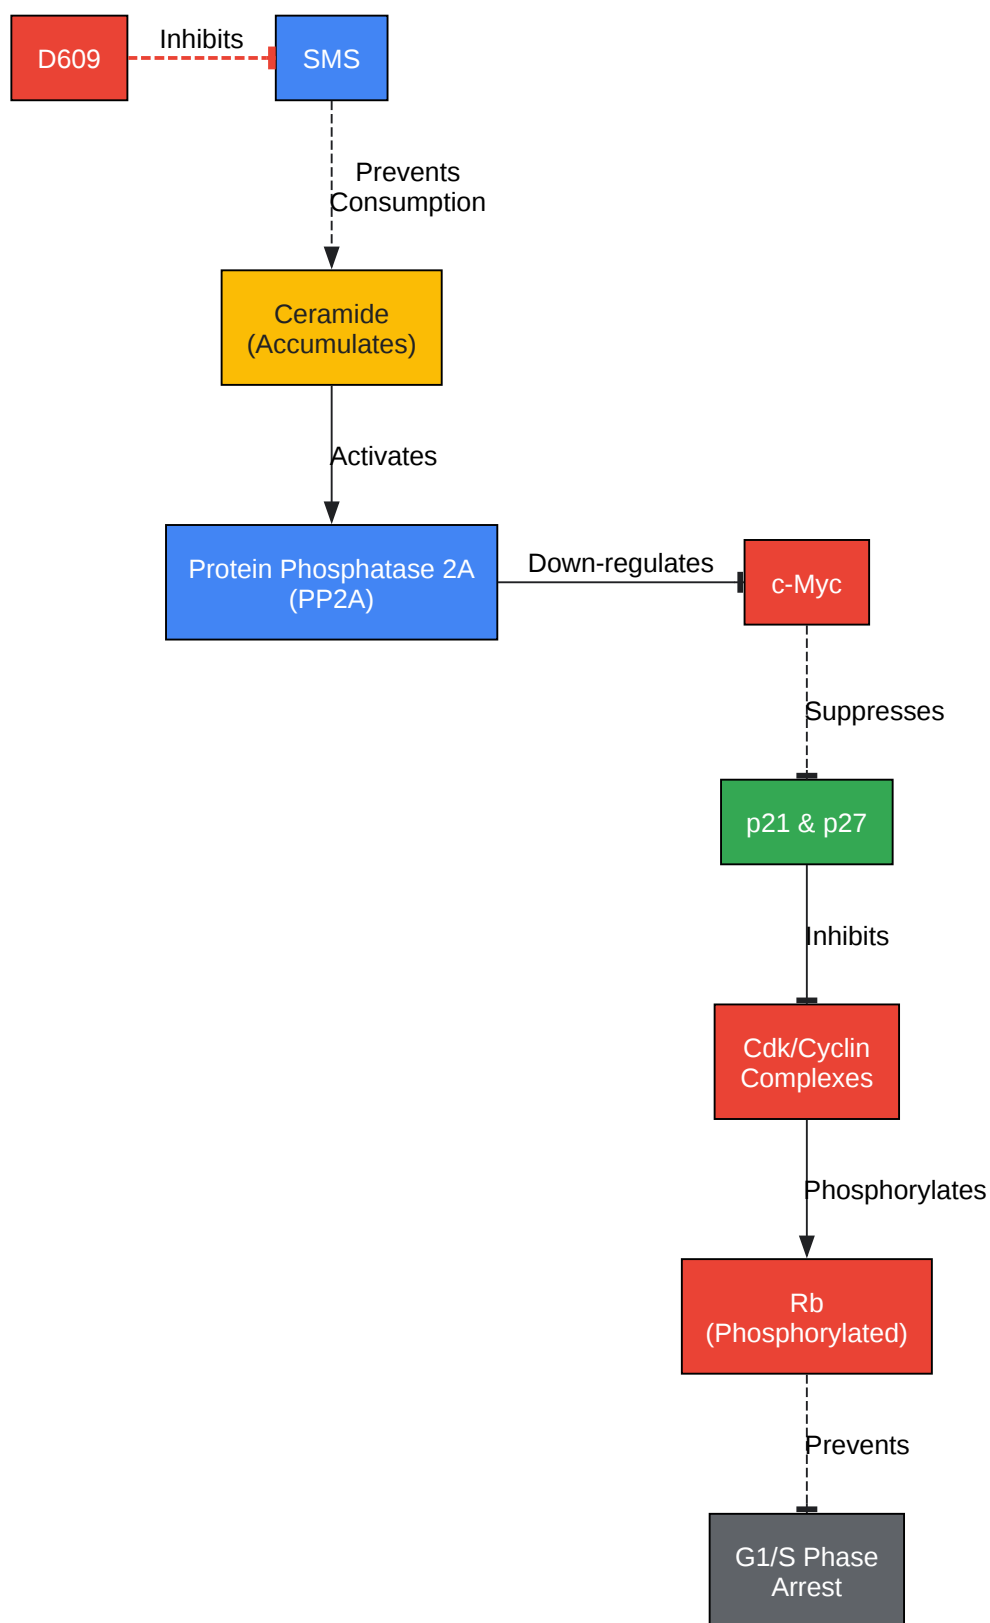 D609
Inhibits
SMS
Prevents
Consumption
Ceramide
(Accumulates)
Activates
Protein Phosphatase 2A
(PP2A)
Down-regulates
c-Myc
Suppresses
p21 & p27
Inhibits
Cdk/Cyclin
Complexes
Phosphorylates
Rb
(Phosphorylated)
Prevents
G1/S Phase
Arrest